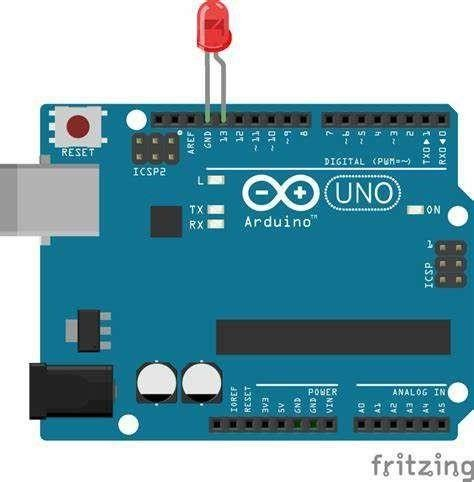 RESET
ICSP2
AREF
GND
13
12
~11
~10
~9
8
7
~6
~5
4
~3
2
TX0▸1
RX0◂0
DIGITAL (PWM=~)
L
TX
RX
Arduino™
UNO
ON
1
ICSP
IOREF
RESET
3V3
5V
GND
GND
VIN
POWER
ANALOG IN
A0
A1
A2
A3
A4
A5
fritzing